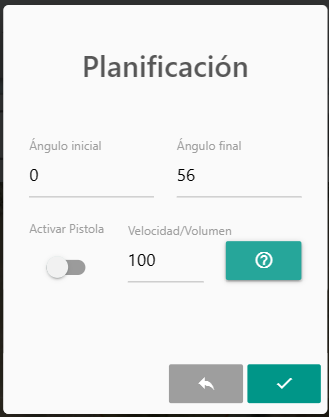 Planificación
Ángulo inicial
Ángulo final
0
56
Activar Pistola
Velocidad/Volumen
100